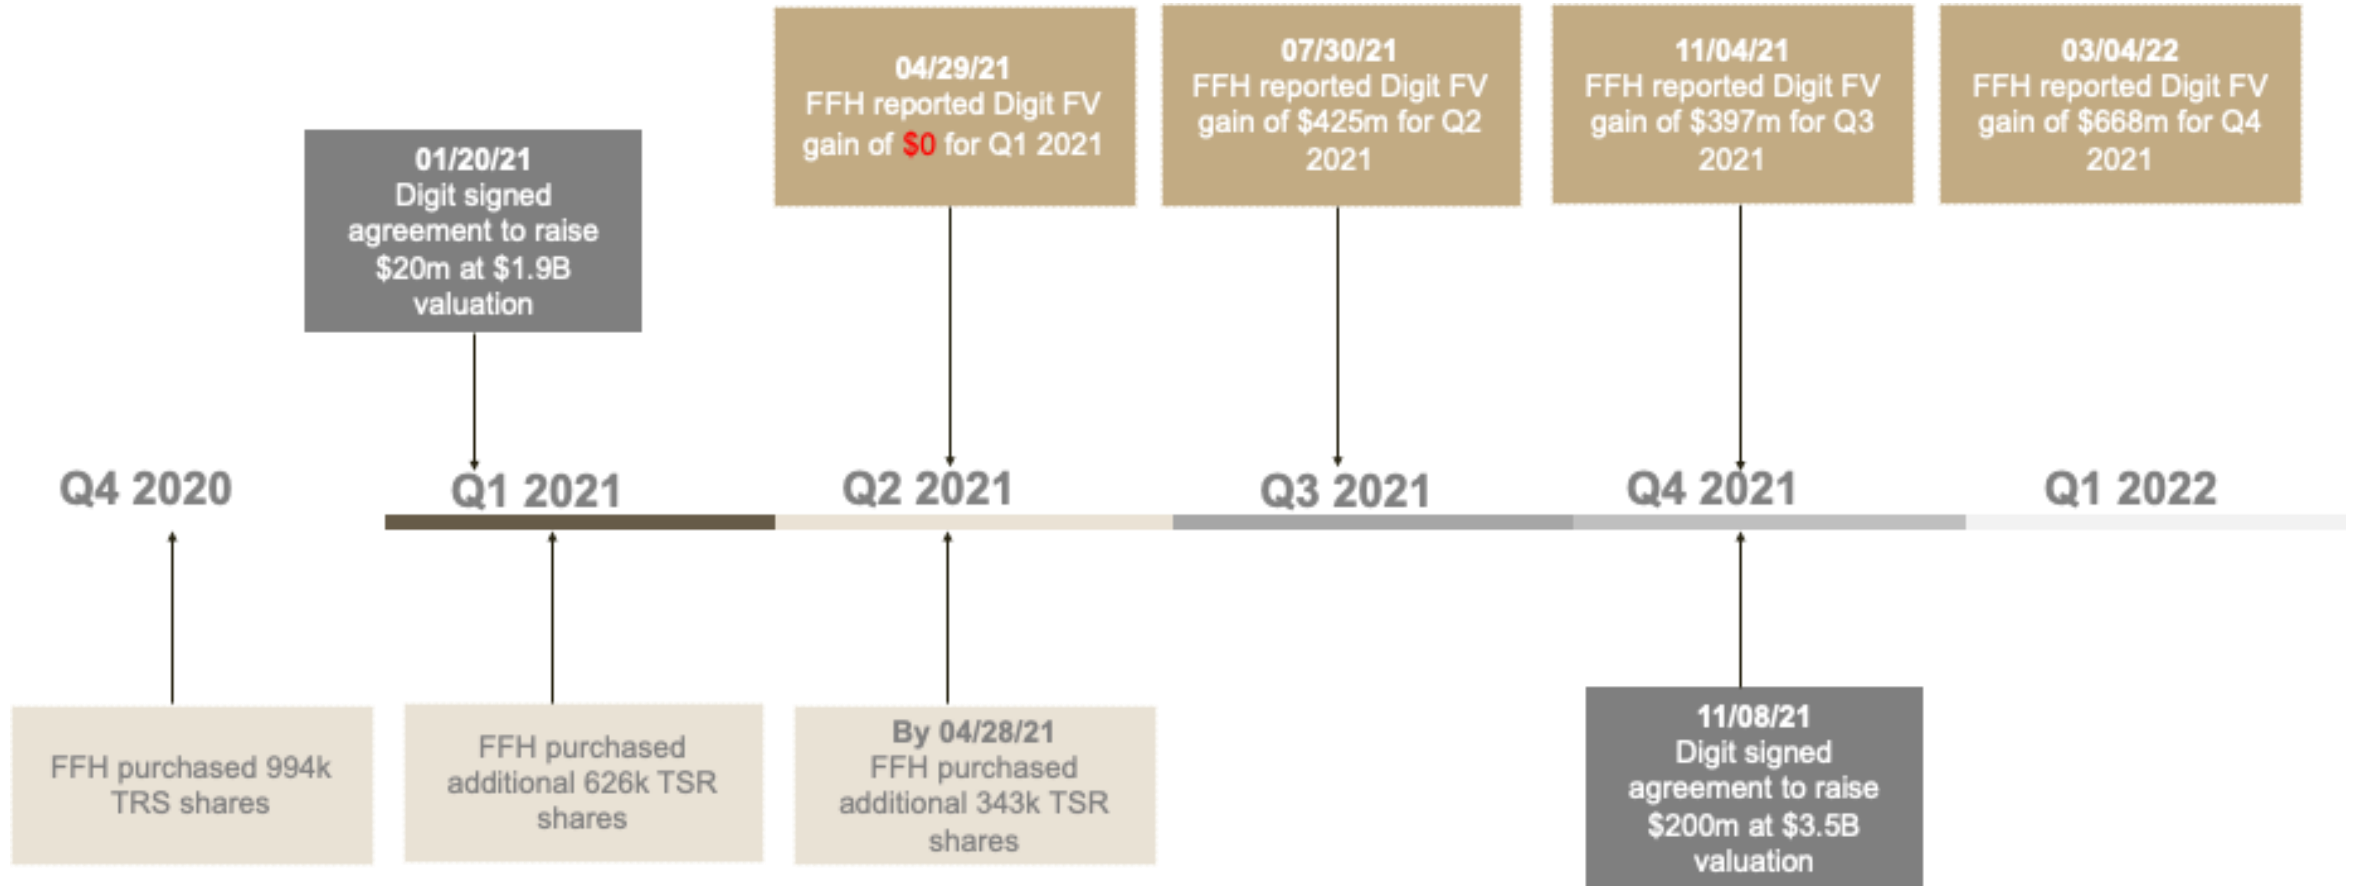 04/29/21
FFH reported Digit FV
gain of $0 for Q1 2021
07/30/21
FFH reported Digit FV
gain of $425m for Q2
2021
11/04/21
FFH reported Digit FV
gain of $397m for Q3
2021
03/04/22
FFH reported Digit FV
gain of $668m for Q4
2021
01/20/21
Digit signed
agreement to raise
$20m at $1.9B
valuation
Q4 2020
Q1 2021
Q2 2021
Q3 2021
Q4 2021
Q1 2022
FFH purchased 994k
TRS shares
FFH purchased
additional 626k TSR
shares
By 04/28/21
FFH purchased
additional 343k TSR
shares
11/08/21
Digit signed
agreement to raise
$200m at $3.5B
valuation